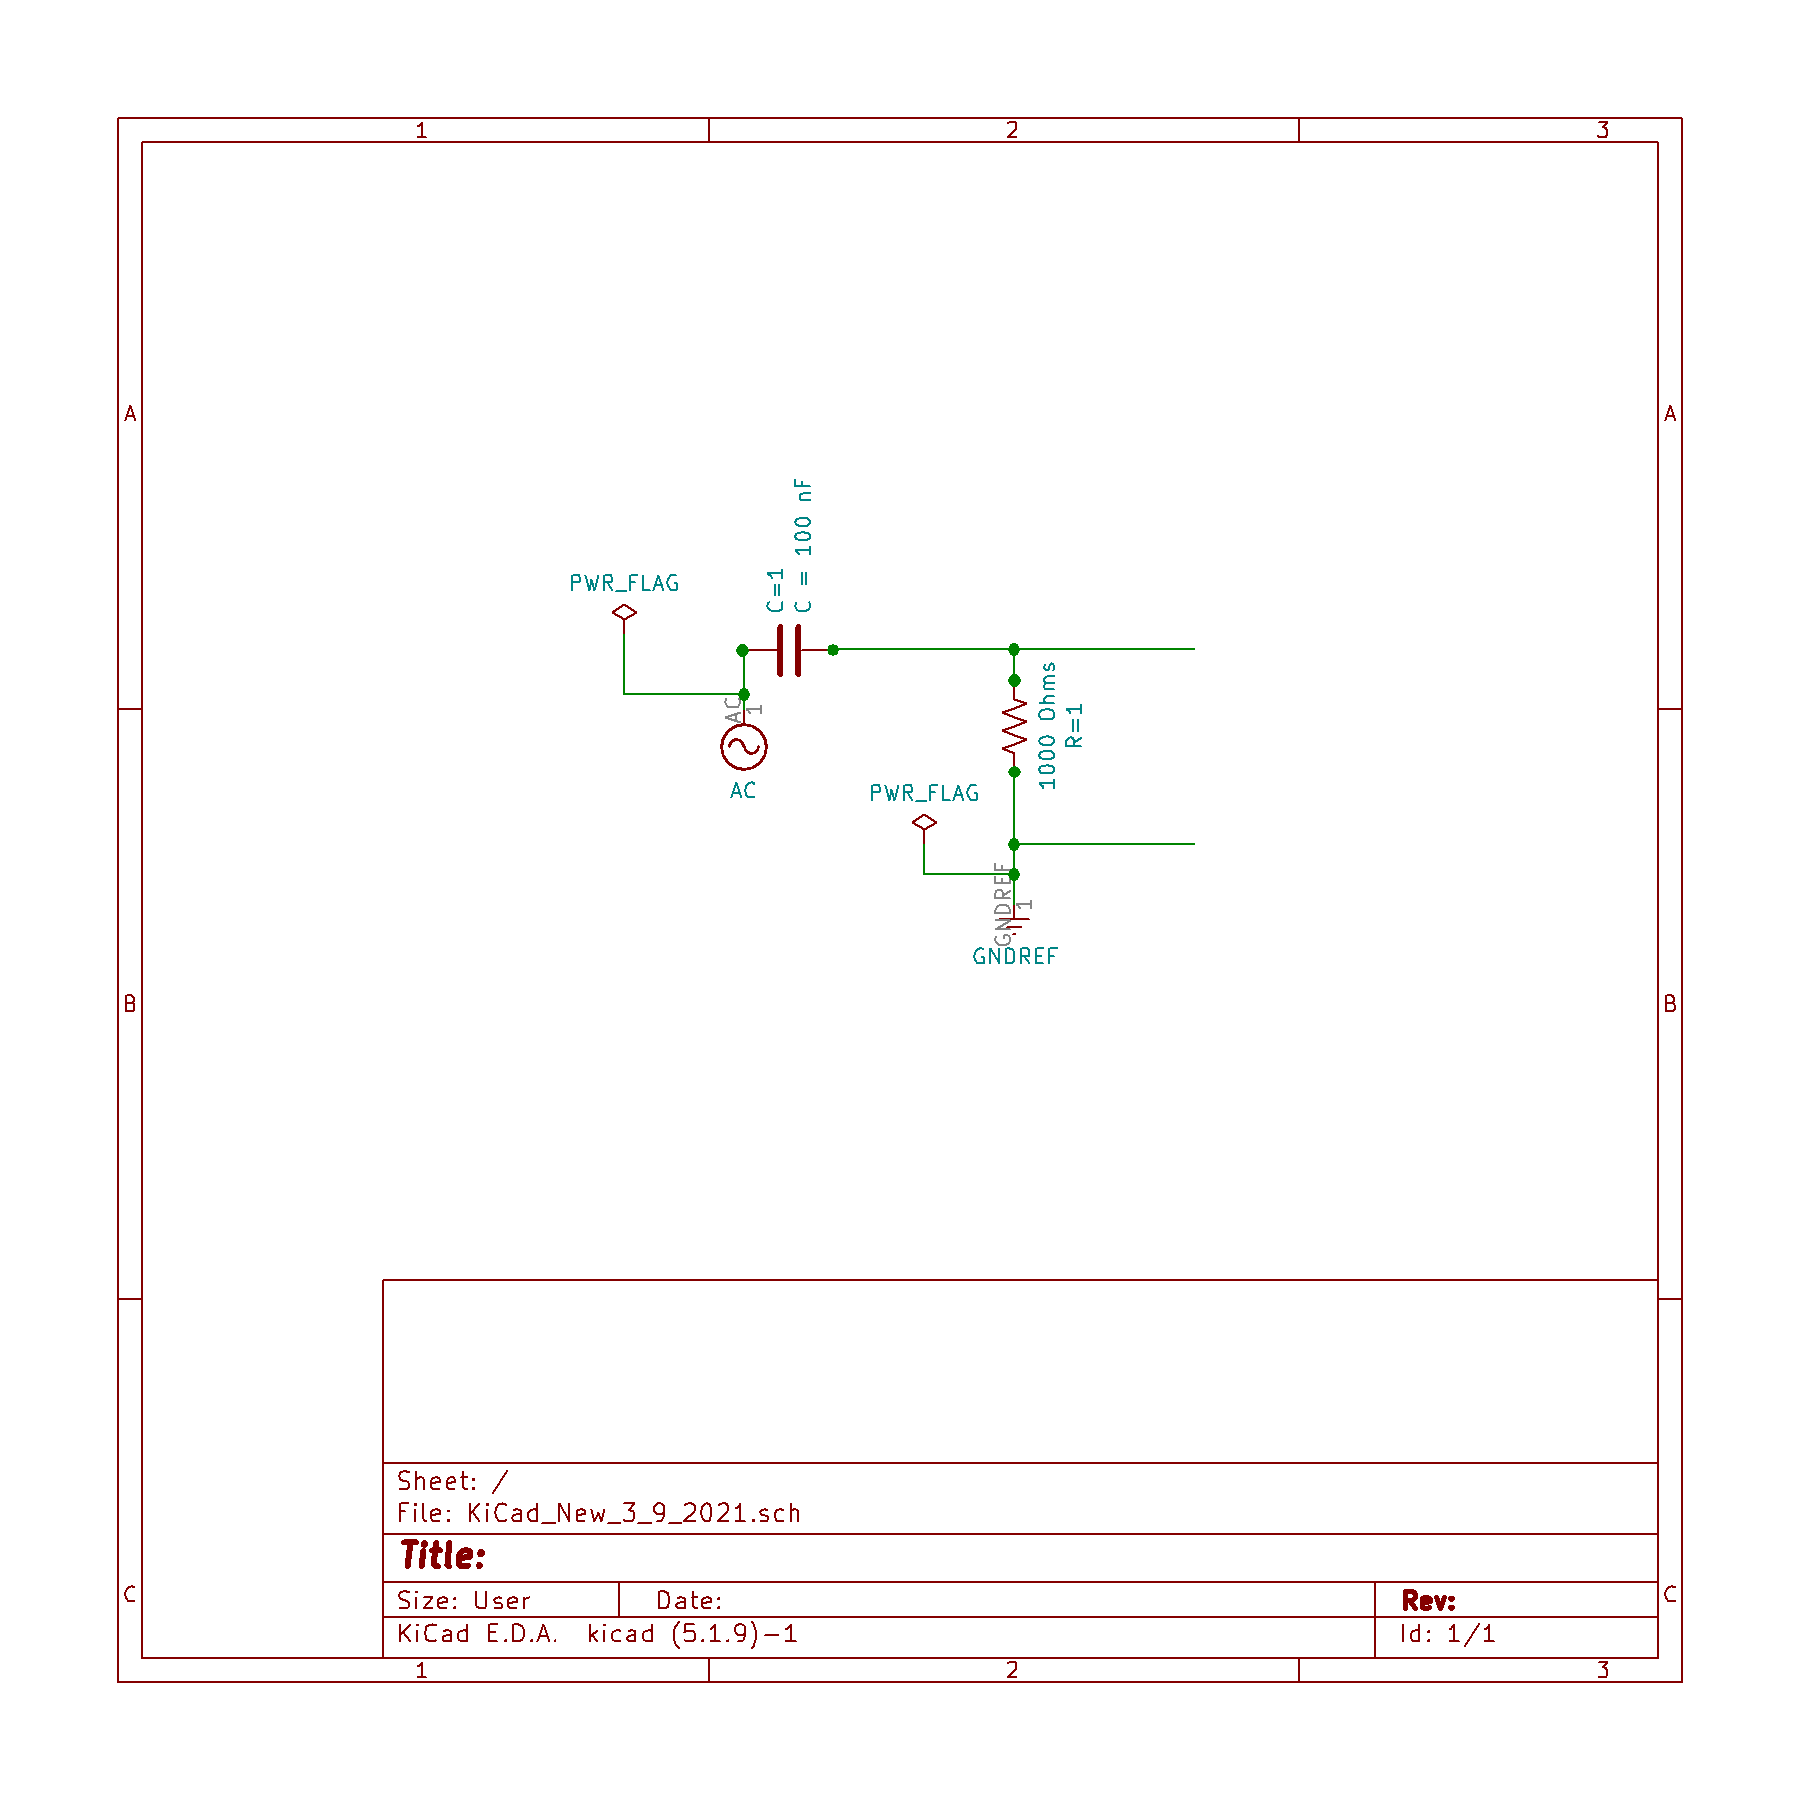 1 2 3
A A
C=1
C = 100 nF
PWR_FLAG
AC
1
AC
1000 Ohms
R=1
PWR_FLAG
GNDREF
1
GNDREF
B B
Sheet: /
File: KiCad_New_3_9_2021.sch
Title:
Size: User Date: Rev:
KiCad E.D.A. kicad (5.1.9)-1 Id: 1/1
C C
1 2 3